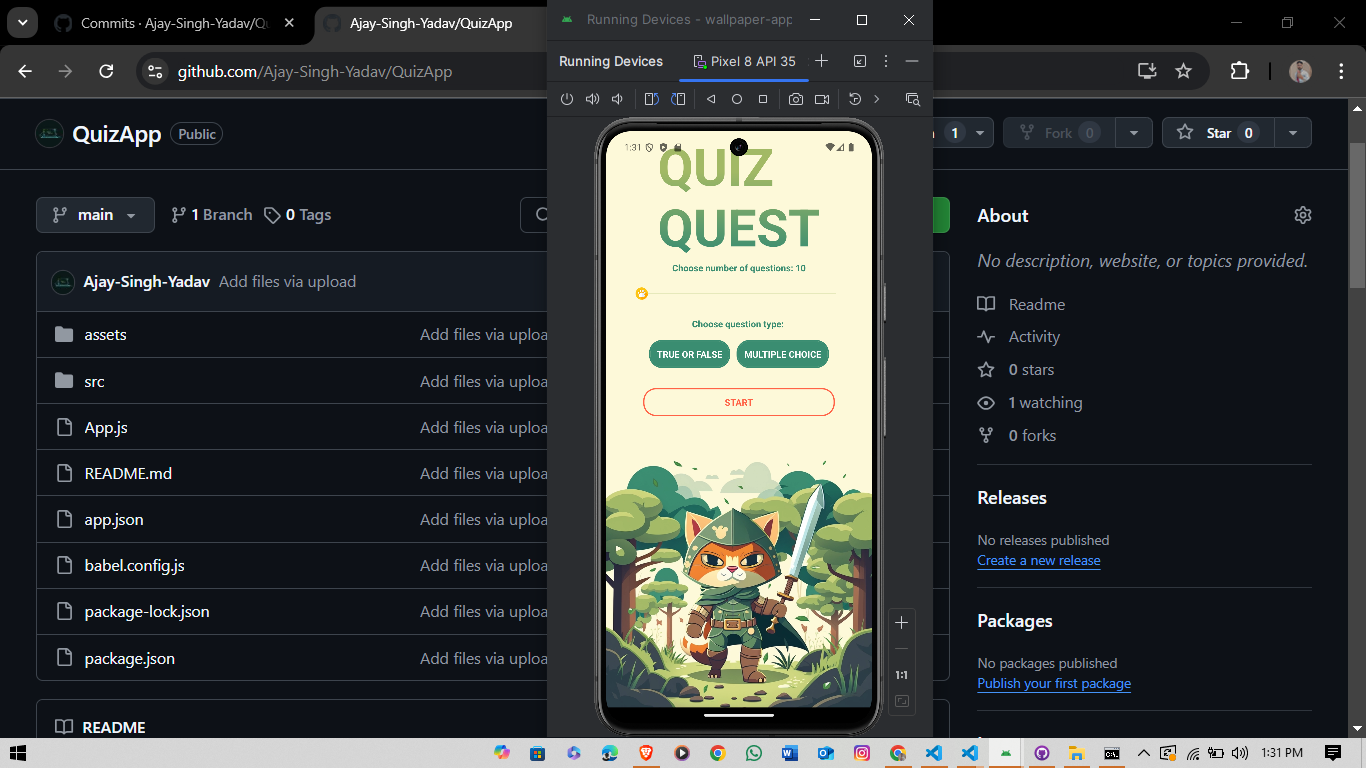 Commits · Ajay-Singh-Yadav/Qu
Ajay-Singh-Yadav/QuizApp
github.com/Ajay-Singh-Yadav/QuizApp
QuizApp
Public
main
1 Branch
0 Tags
Ajay-Singh-Yadav Add files via upload
assets Add files via uploa
src Add files via uploa
App.js Add files via uploa
README.md Add files via uploa
app.json Add files via uploa
babel.config.js Add files via uploa
package-lock.json Add files via uploa
package.json Add files via uploa
README
Running Devices - wallpaper-app
Running Devices
Pixel 8 API 35
1:31
QUIZ
QUEST
Choose number of questions: 10
Choose question type:
TRUE OR FALSE
MULTIPLE CHOICE
START
1:1
1
Fork 0
Star 0
About
No description, website, or topics provided.
Readme
Activity
0 stars
1 watching
0 forks
Releases
No releases published
Create a new release
Packages
No packages published
Publish your first package
1:31 PM